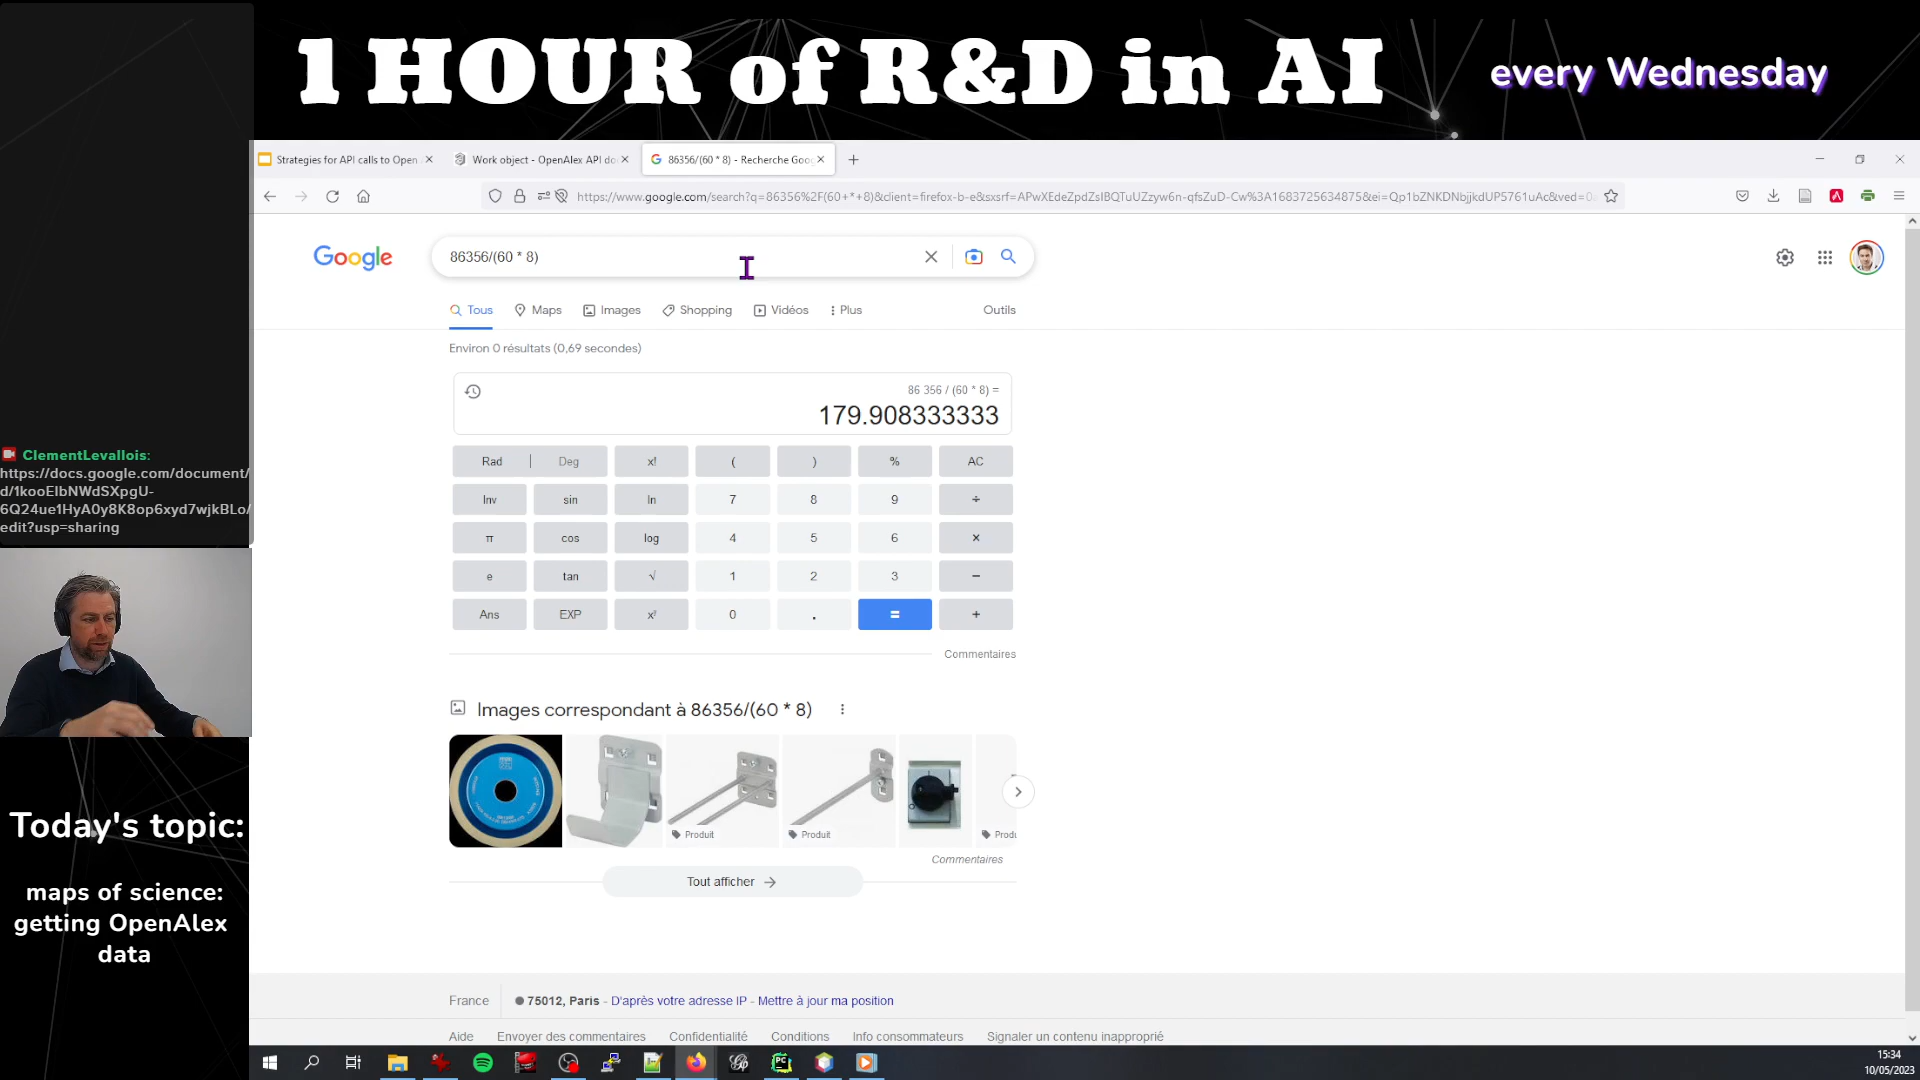 1 HOUR of R&D in AI
every Wednesday
Strategies for API calls to Open
Work object - OpenAlex API do
86356/(60 * 8) - Recherche Goo
https://www.google.com/search?q=86356%2F(60+*+8)&client=firefox-b-e&sxsrf=APwXEdeZpdZsIBQTuUZzyw6n-qfsZuD-Cw%3A1683725634875&ei=Qp1bZNKDNbjjkdUP5761uAc&ved=0
Google
86356/(60 * 8)
Tous
Maps
Images
Shopping
Vidéos
Plus
Outils
Environ 0 résultats (0,69 secondes)
86 356 / (60 * 8) =
179.908333333
Rad | Deg x! ( ) % AC
Inv sin ln 7 8 9 ÷
π cos log 4 5 6 ×
e tan √ 1 2 3 −
Ans EXP xʸ 0 . = +
Commentaires
Images correspondant à 86356/(60 * 8)
Produit
Produit
Produ
Commentaires
Tout afficher
France
75012, Paris - D'après votre adresse IP - Mettre à jour ma position
Aide Envoyer des commentaires Confidentialité Conditions Info consommateurs Signaler un contenu inapproprié
15:34
10/05/2023
ClementLevallois:
https://docs.google.com/document/
d/1kooEIbNWdSXpgU-
6Q24ue1HyA0y8K8op6xyd7wjkBLo/
edit?usp=sharing
Today's topic:
maps of science:
getting OpenAlex
data